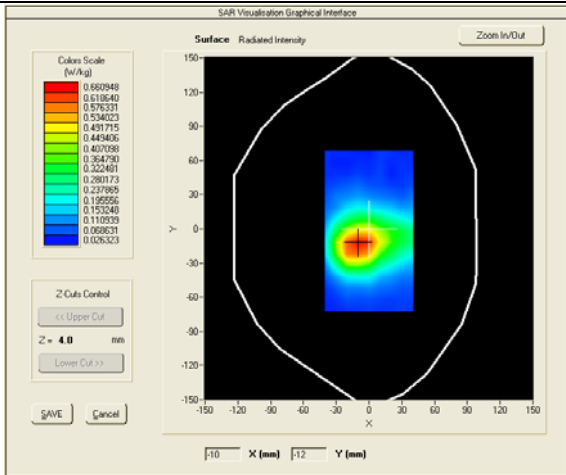 SAR Visualisation Graphical Interface
Surface Radiated Intensity
Zoom In/Out
Colors Scale
(W/kg)
0.660948
0.618640
0.576331
0.534023
0.491715
0.449406
0.407098
0.364790
0.322481
0.280173
0.237865
0.195556
0.153248
0.110939
0.068631
0.026323
Z-Cuts Control
<< Upper Cut
Z = 4.0 mm
Lower Cut >>
SAVE Cancel
150
120
90
60
30
0
-30
-60
-90
-120
-150
Y
-150 -120 -90 -60 -30 0 30 60 90 120 150
X
-10 X (mm) -12 Y (mm)